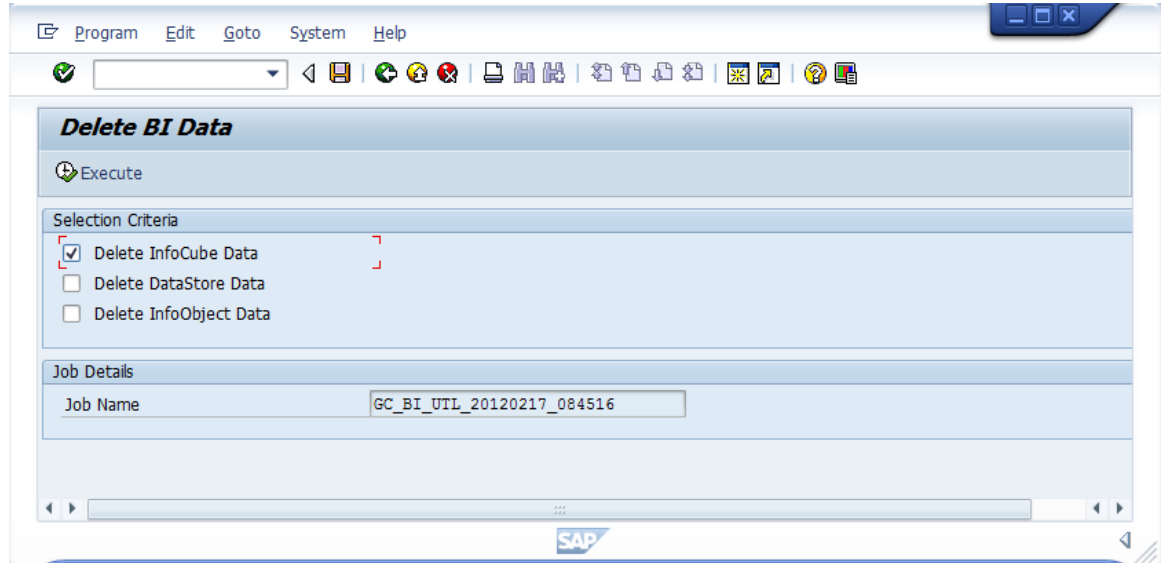 Program Edit Goto System Help
Delete BI Data
Execute
Selection Criteria
Delete InfoCube Data
Delete DataStore Data
Delete InfoObject Data
Job Details
Job Name GC_BI_UTL_20120217_084516
SAP